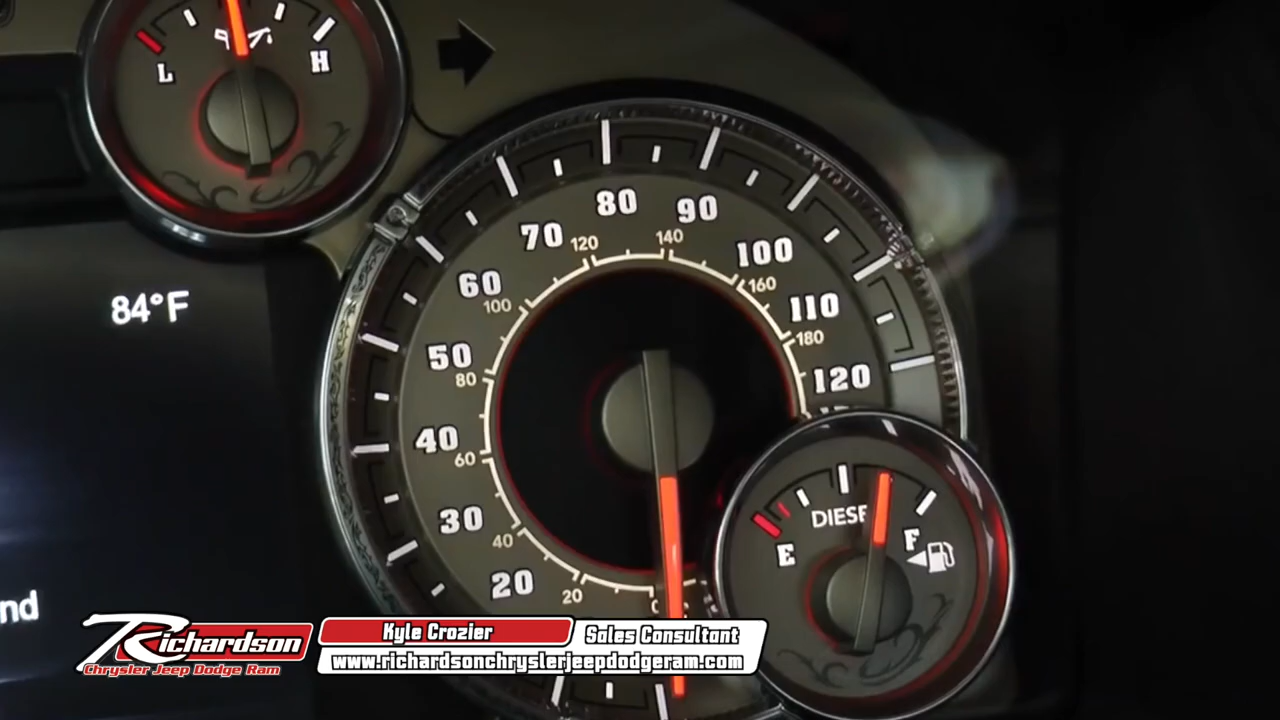 L H
84°F
80
90
70
120
140
100
60
160
100
110
180
50
80
120
40
60
30
40
20
20
DIESE
E
F
nd
Richardson
Chrysler Jeep Dodge Ram
Kyle Crozier
Sales Consultant
www.richardsonchryslerjeepdodgeram.com